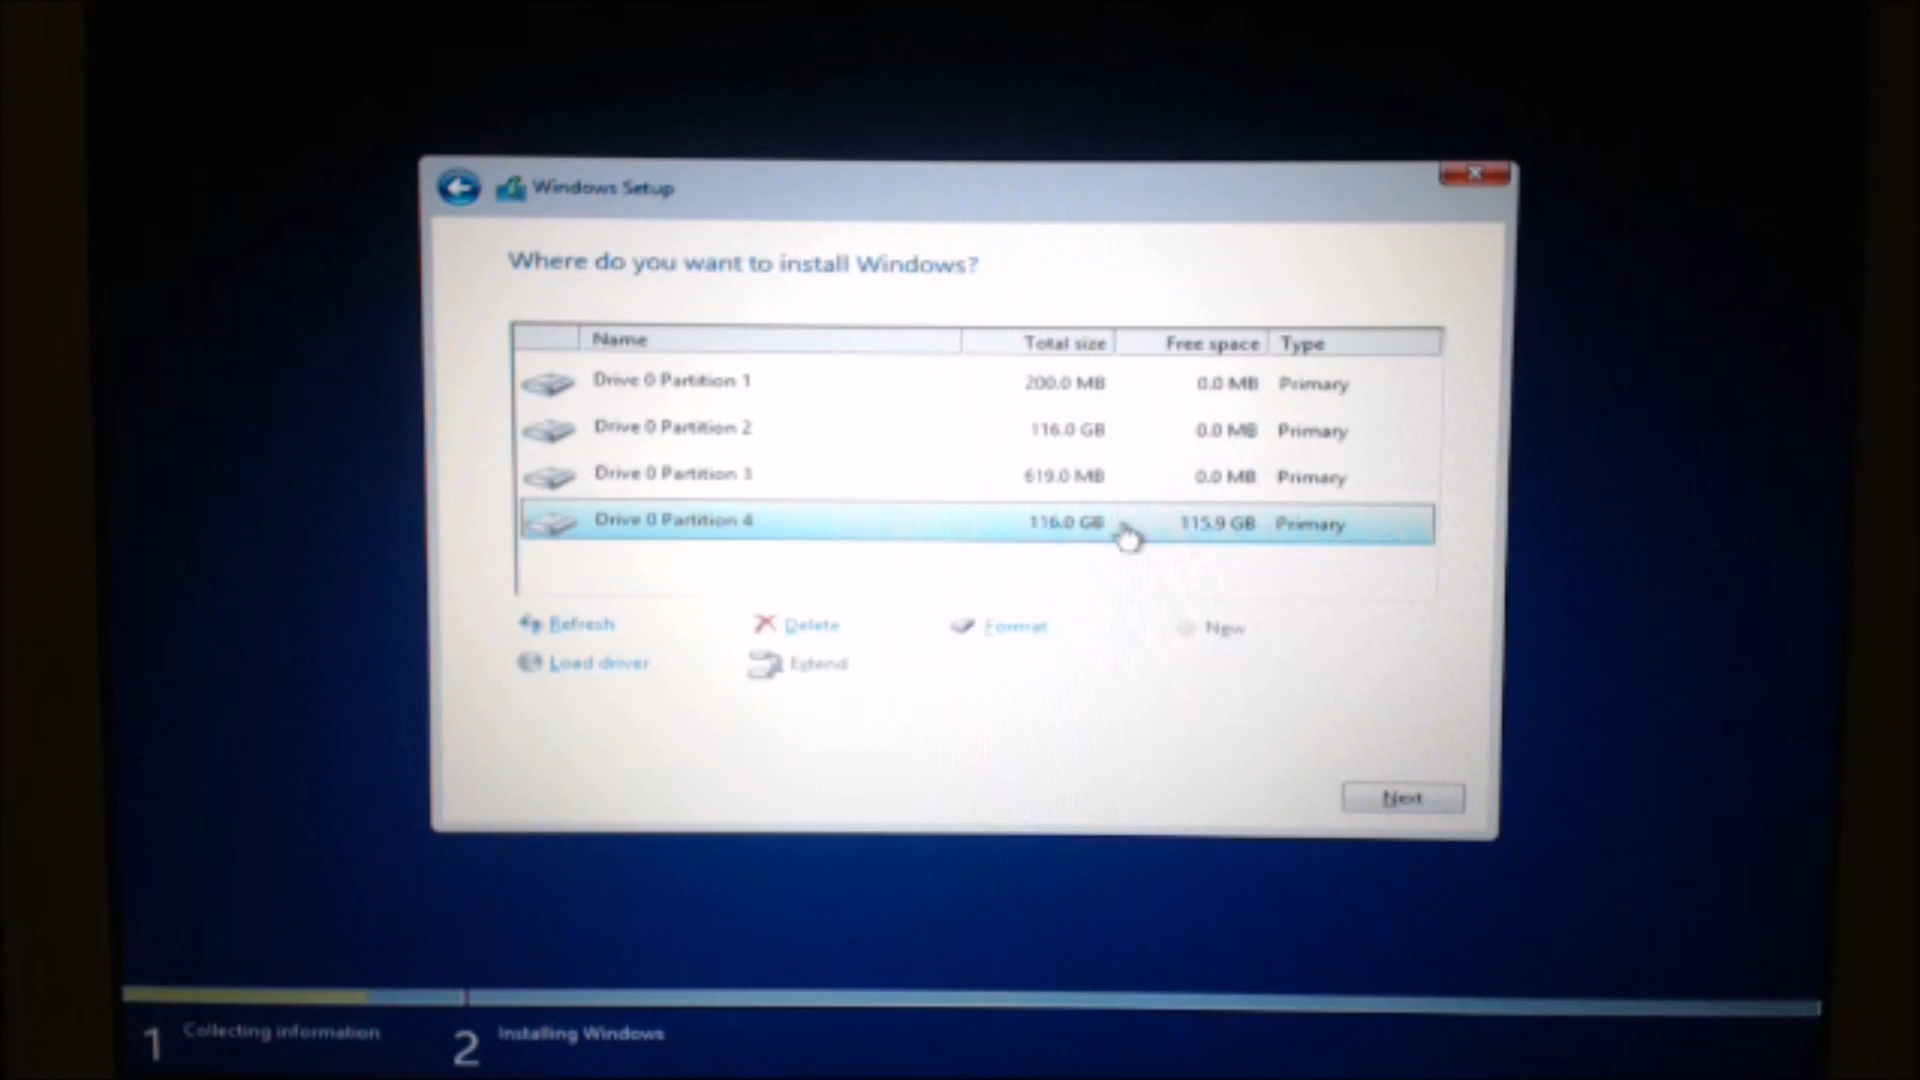 Windows Setup
Where do you want to install Windows?
Name Total size Free space Type
Drive 0 Partition 1 200.0 MB 0.0 MB Primary
Drive 0 Partition 2 116.0 GB 0.0 MB Primary
Drive 0 Partition 3 619.0 MB 0.0 MB Primary
Drive 0 Partition 4 116.0 GB 115.9 GB Primary
Refresh Delete Format New
Load driver Extend
Next
1 Collecting information 2 Installing Windows